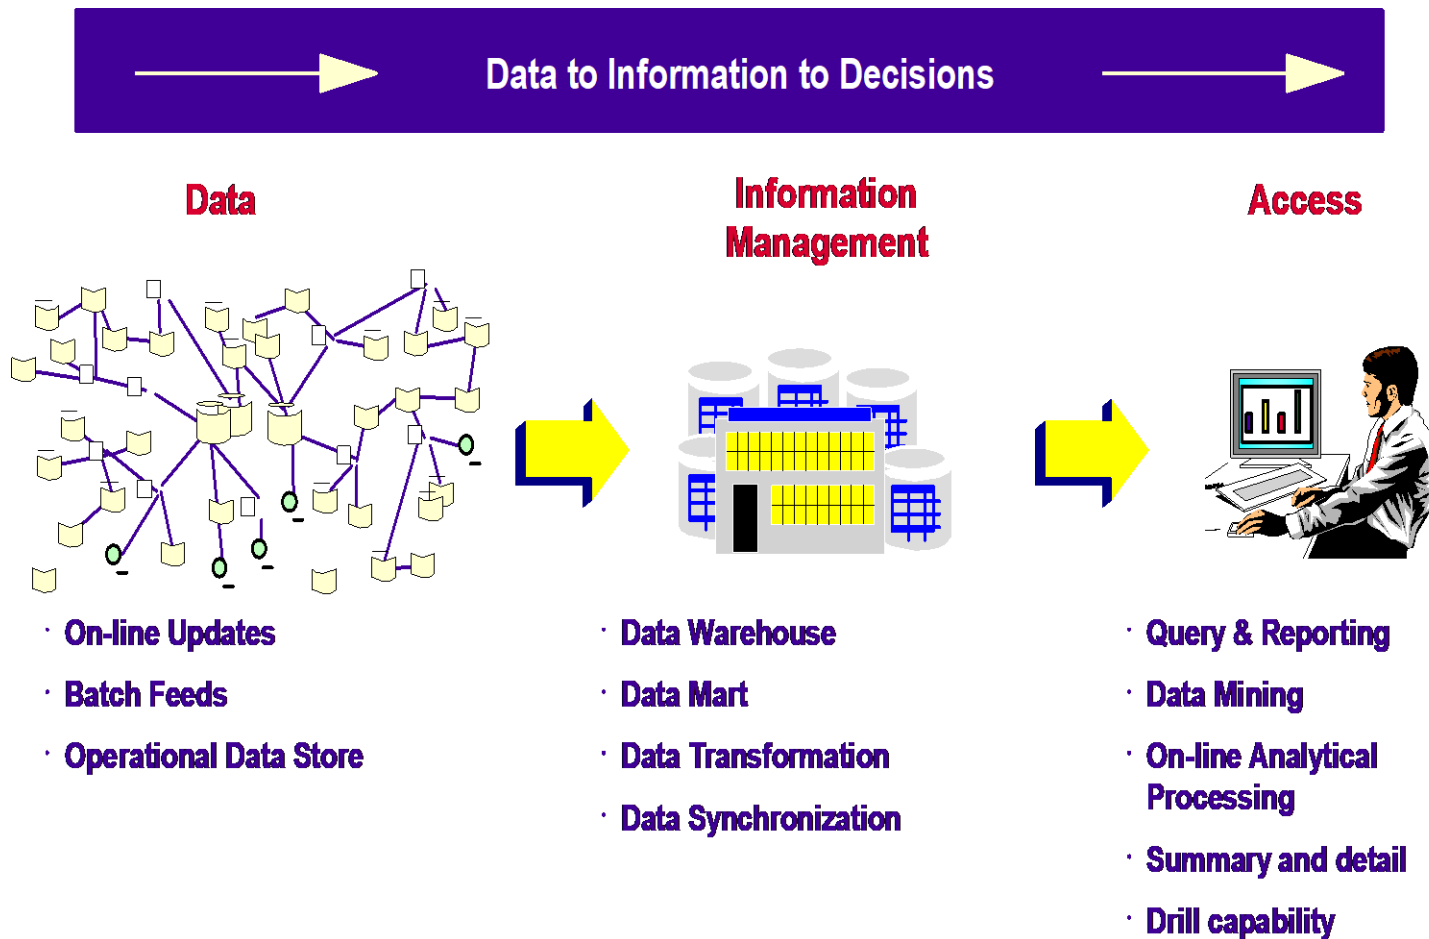 Data to Information to Decisions
Data
Information
Management
Access
· On-line Updates
· Batch Feeds
· Operational Data Store
· Data Warehouse
· Data Mart
· Data Transformation
· Data Synchronization
· Query & Reporting
· Data Mining
· On-line Analytical
Processing
· Summary and detail
· Drill capability